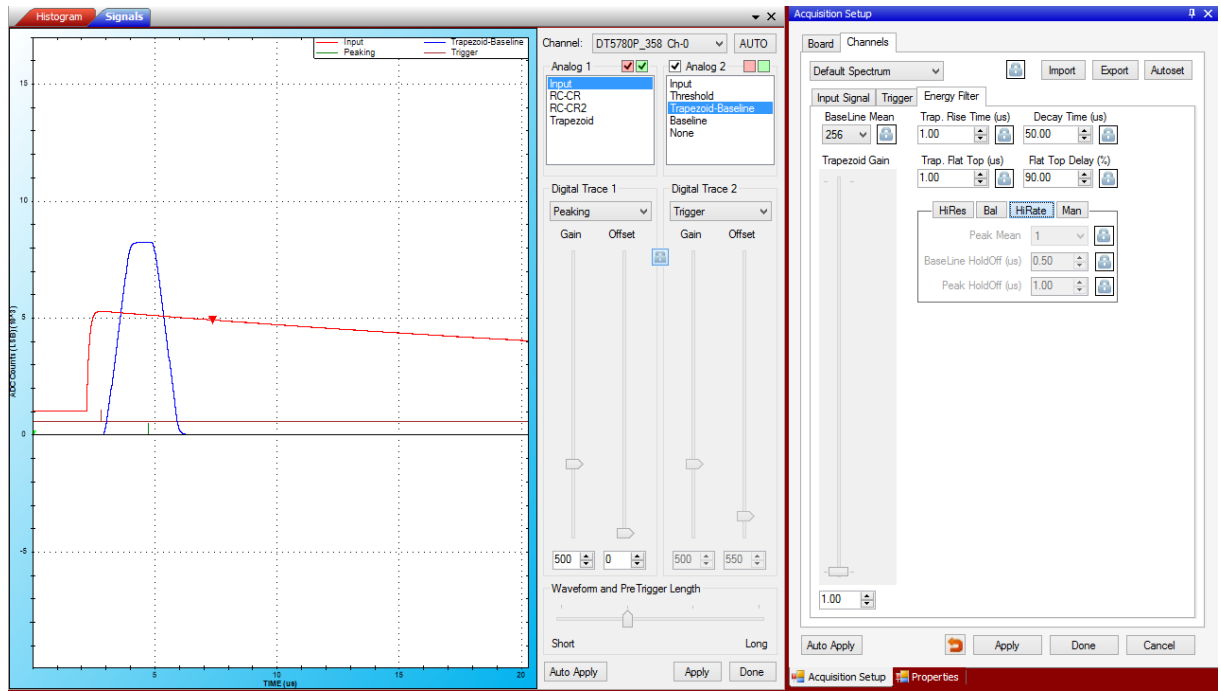 Histogram Signals
Input Trapezoid-Baseline
Peaking Trigger
15
10
5
0
-5
ADC Counts (LSB) (10^3)
5 10 15 20
TIME (us)
Channel: DT5780P_358 Ch-0 AUTO
Analog 1 Analog 2
Input
RC-CR
RC-CR2
Trapezoid
Input
Threshold
Trapezoid-Baseline
Baseline
None
Digital Trace 1 Digital Trace 2
Peaking Trigger
Gain Offset Gain Offset
500 0 500 550
Waveform and PreTrigger Length
Short Long
Auto Apply Apply Done
Acquisition Setup
Board Channels
Default Spectrum Import Export Autoset
Input Signal Trigger Energy Filter
BaseLine Mean Trap. Rise Time (us) Decay Time (us)
256 1.00 50.00
Trapezoid Gain Trap. Flat Top (us) Flat Top Delay (%)
1.00 90.00
HiRes Bal HiRate Man
Peak Mean 1
BaseLine HoldOff (us) 0.50
Peak HoldOff (us) 1.00
1.00
Auto Apply Apply Done Cancel
Acquisition Setup Properties